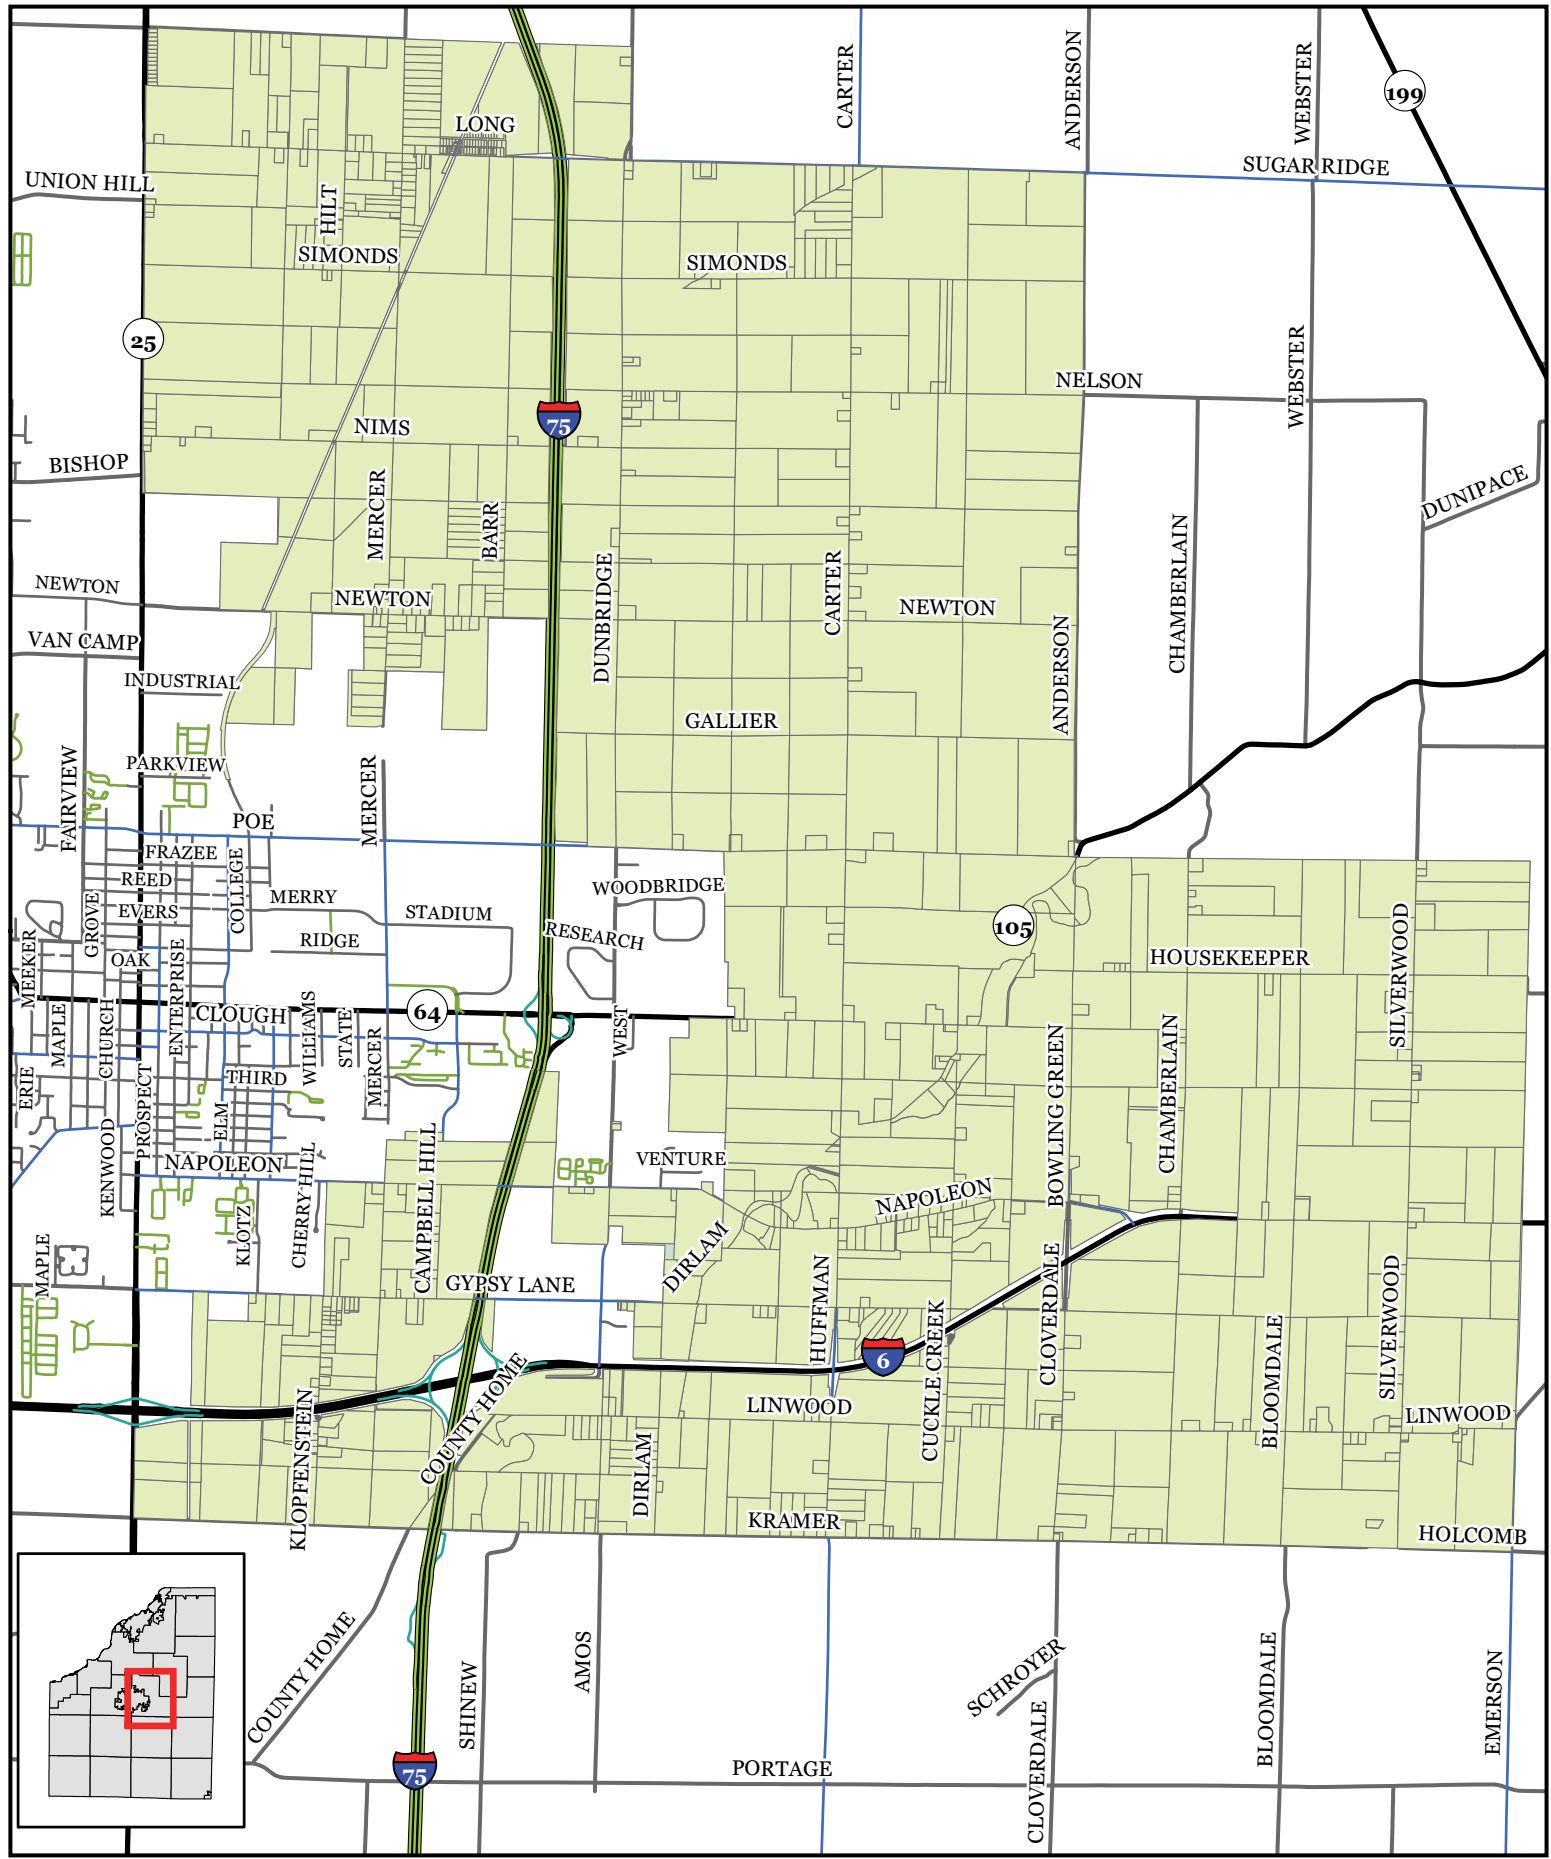 CARTER
ANDERSON
WEBSTER
199
LONG
SUGAR RIDGE
UNION HILL
HILT
SIMONDS
SIMONDS
25
NELSON
WEBSTER
75
NIMS
BISHOP
DUNIPACE
MERCER
BARR
CHAMBERLAIN
DUNBRIDGE
CARTER
NEWTON
NEWTON
NEWTON
ANDERSON
VAN CAMP
INDUSTRIAL
GALLIER
FAIRVIEW
PARKVIEW
MERCER
POE
FRAZEE
REED
COLLEGE
WOODBRIDGE
GROVE
MERRY
EVERS
STADIUM
105
SILVERWOOD
RESEARCH
RIDGE
MEEKER
OAK
ENTERPRISE
HOUSEKEEPER
64
MAPLE
CHURCH
CLOUGH
WILLIAMS
STATE
MERCER
WEST
BOWLING GREEN
CHAMBERLAIN
ERIE
THIRD
PROSPECT
ELM
KENWOOD
NAPOLEON
CHERRY HILL
CAMPBELL HILL
VENTURE
NAPOLEON
KLOTZ
DIRLAM
MAPLE
GYPSY LANE
HUFFMAN
CLOVERDALE
SILVERWOOD
CUCKLE CREEK
BLOOMDALE
6
COUNTY HOME
LINWOOD
LINWOOD
KLOPFENSTEIN
DIRLAM
KRAMER
HOLCOMB
COUNTY HOME
SHINEW
AMOS
SCHROYER
CLOVERDALE
BLOOMDALE
EMERSON
75
PORTAGE